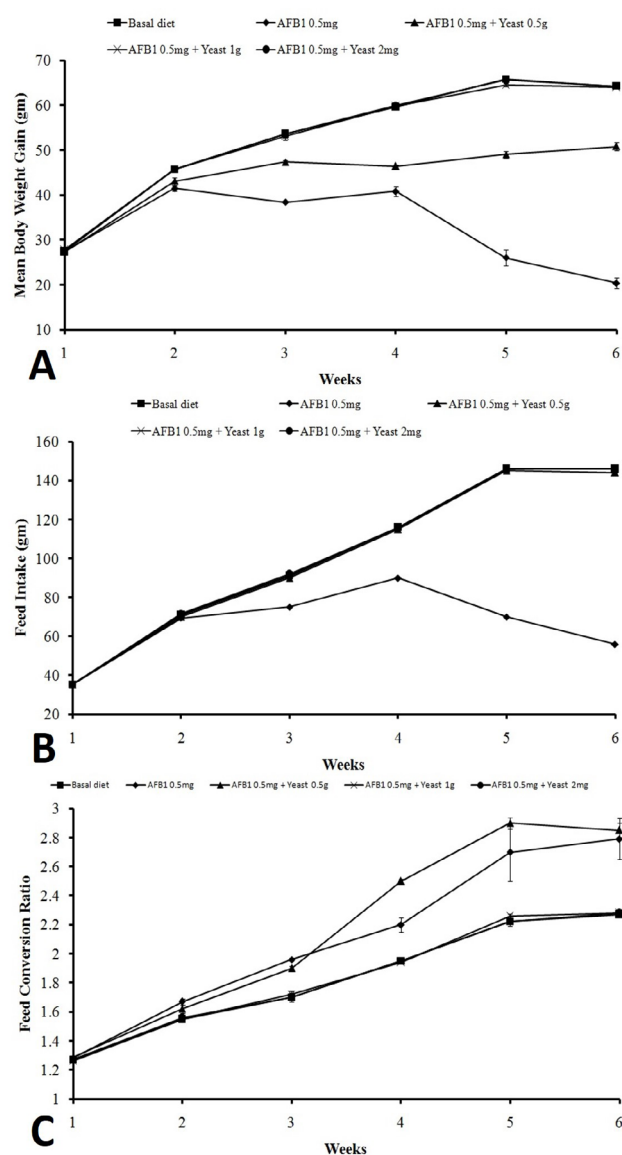 Basal diet AFB1 0.5mg AFB1 0.5mg + Yeast 0.5g
AFB1 0.5mg + Yeast 1g AFB1 0.5mg + Yeast 2mg
70
60
50
40
30
20
10
Mean Body Weight Gain (gm)
1 2 3 4 5 6
Weeks
A
Basal diet AFB1 0.5mg AFB1 0.5mg + Yeast 0.5g
AFB1 0.5mg + Yeast 1g AFB1 0.5mg + Yeast 2mg
160
140
120
100
80
60
40
20
Feed Intake (gm)
1 2 3 4 5 6
Weeks
B
Basal diet AFB1 0.5mg AFB1 0.5mg + Yeast 0.5g AFB1 0.5mg + Yeast 1g AFB1 0.5mg + Yeast 2mg
3
2.8
2.6
2.4
2.2
2
1.8
1.6
1.4
1.2
1
Feed Conversion Ratio
1 2 3 4 5 6
Weeks
C